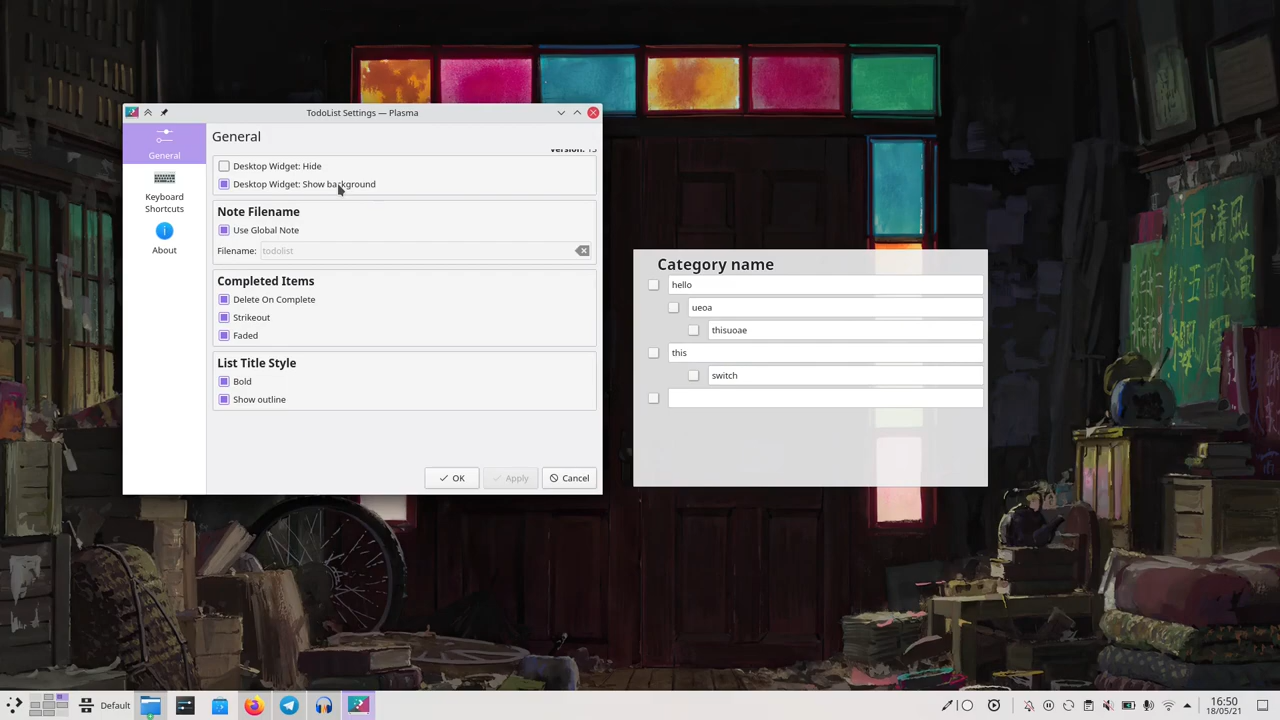 TodoList Settings — Plasma
General
Keyboard
Shortcuts
About
General
Desktop Widget: Hide
Desktop Widget: Show background
Note Filename
Use Global Note
Filename: todolist
Completed Items
Delete On Complete
Strikeout
Faded
List Title Style
Bold
Show outline
OK
Apply
Cancel
Category name
hello
ueoa
thisuoae
this
switch
Default
16:50
18/05/21